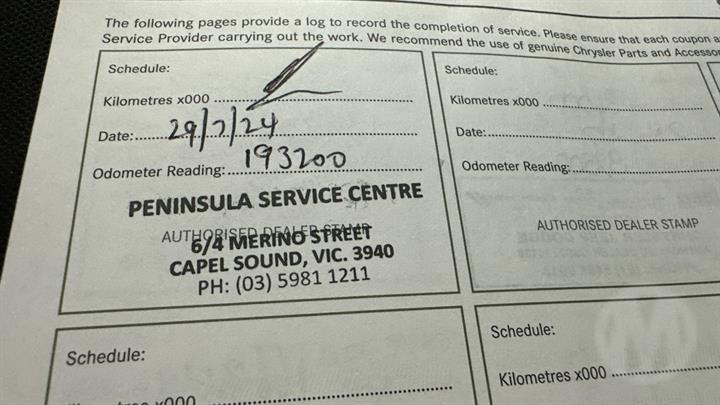 The following pages provide a log to record the completion of service. Please ensure that each coupon
Service Provider carrying out the work. We recommend the use of genuine Chrysler Parts and
Schedule:
Kilometres x000
Date: 29/7/24
Odometer Reading: 193200
PENINSULA SERVICE CENTRE
AUTHORISED DEALER STAMP
6/4 MERINO STREET
CAPEL SOUND, VIC. 3940
PH: (03) 5981 1211
Schedule:
Kilometres x000
Date:
Odometer Reading:
AUTHORISED DEALER STAMP
Schedule:
x000
Schedule:
Kilometres x000
M